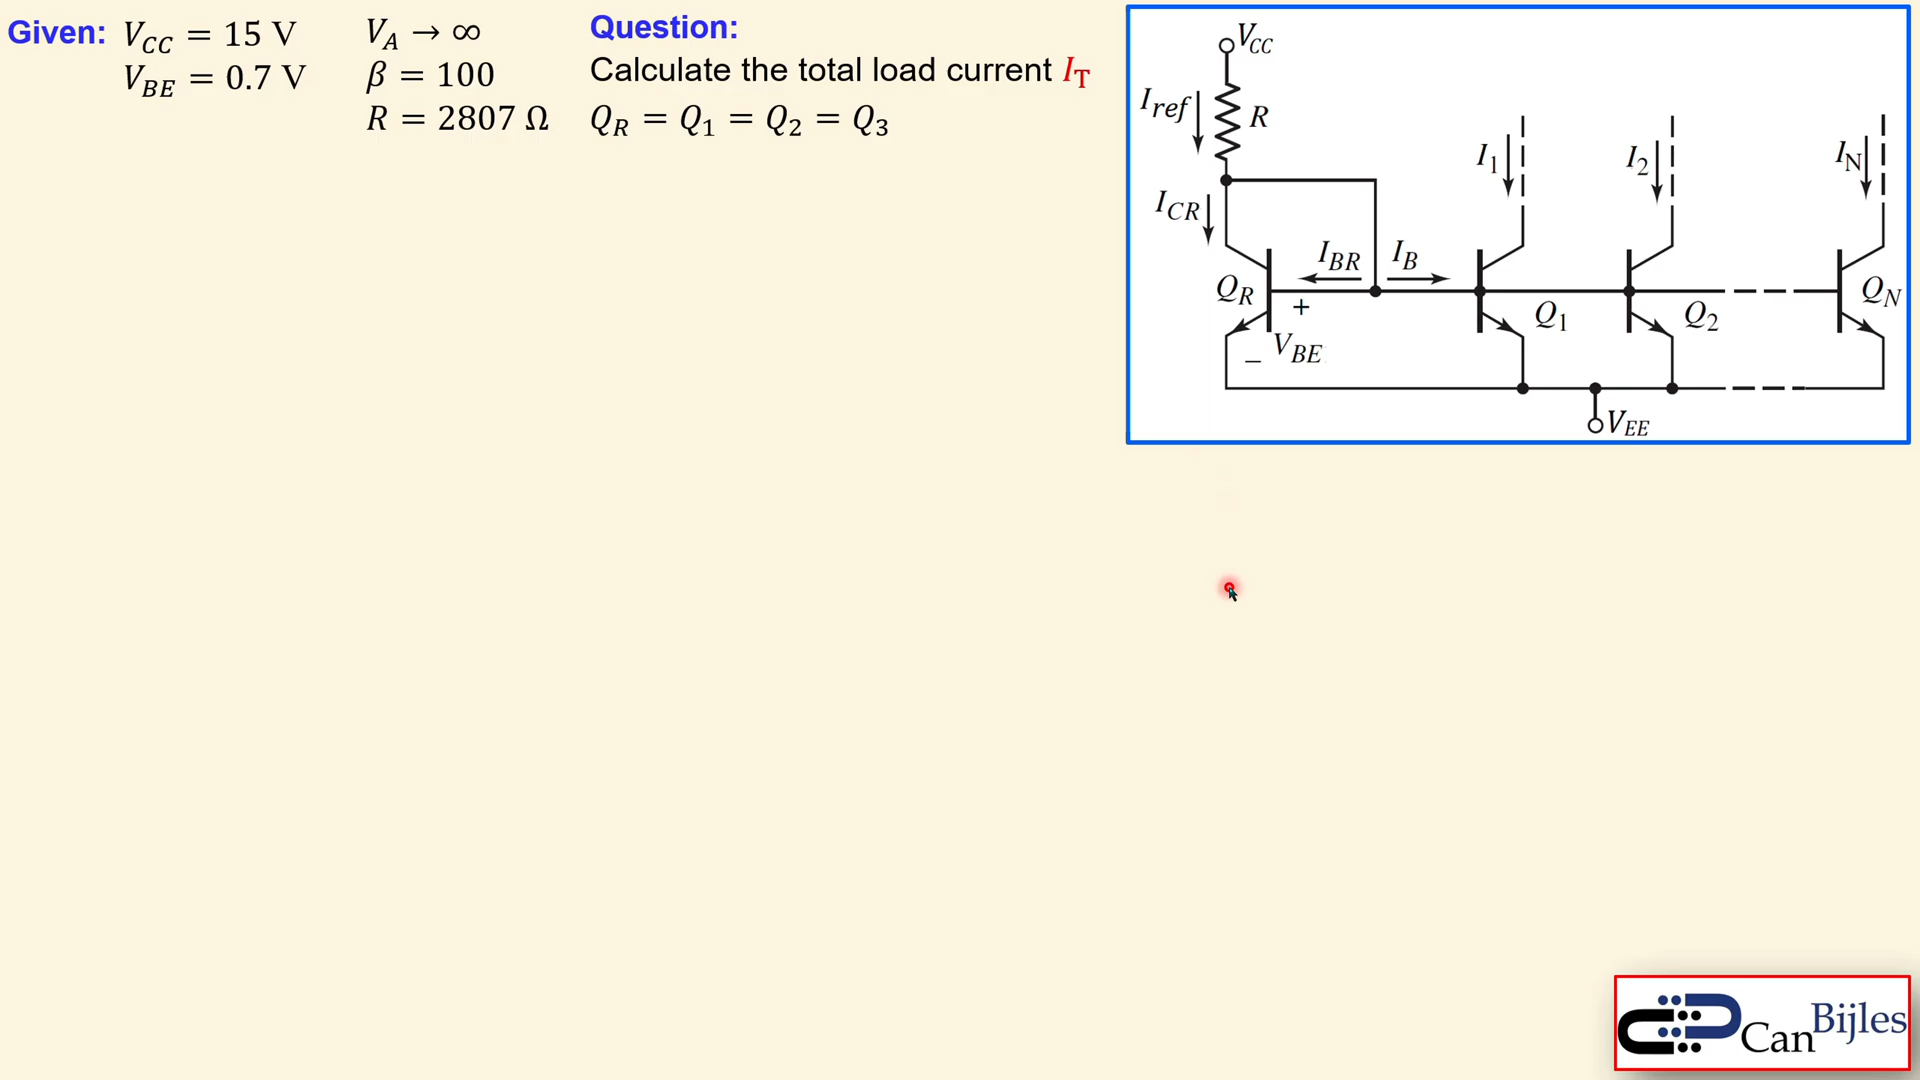 Given: V_CC = 15 V
V_BE = 0.7 V
V_A → ∞
β = 100
R = 2807 Ω
Question:
Calculate the total load current I_T
Q_R = Q_1 = Q_2 = Q_3
V_CC
I_ref
R
I_1
I_2
I_N
I_CR
I_BR
I_B
Q_R
+
Q_1
Q_2
Q_N
− V_BE
V_EE
Can Bijles